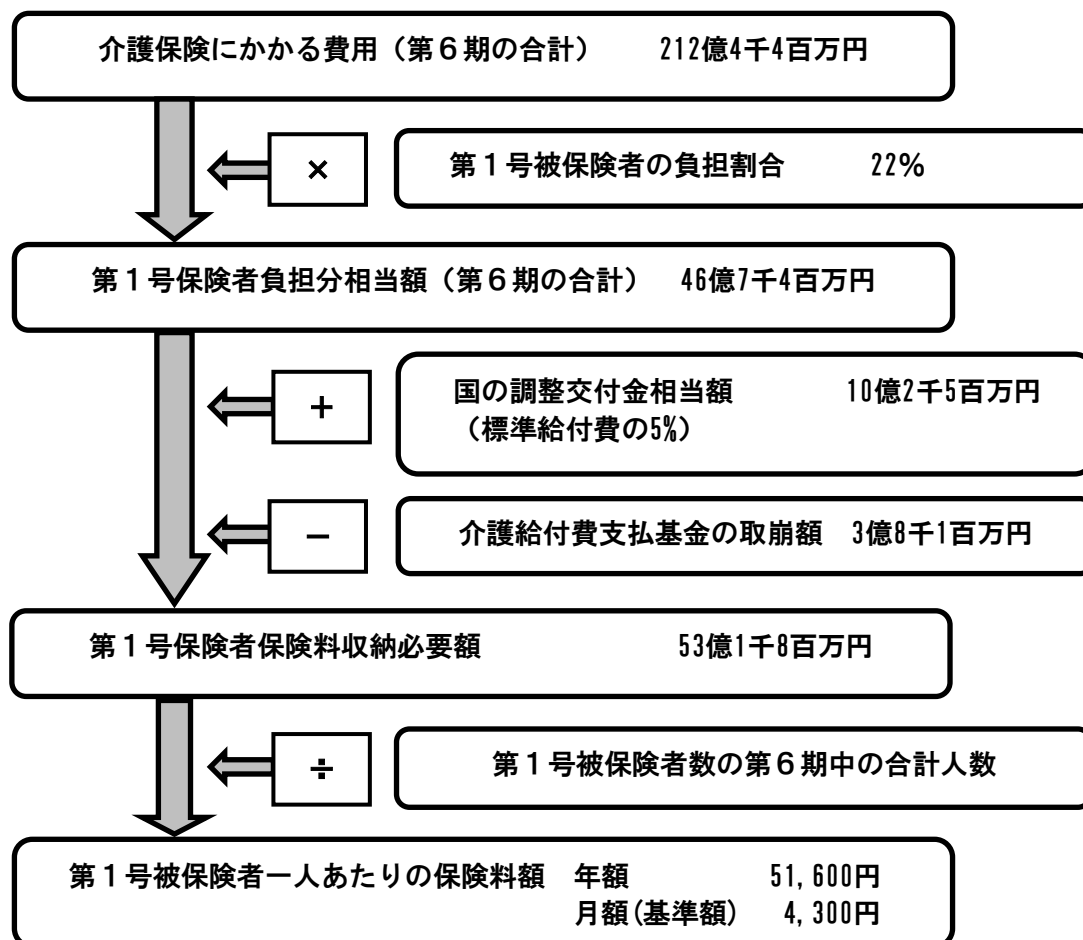 介護保険にかかる費用（第６期の合計）　212億4千4百万円
×
第１号被保険者の負担割合　22%
第１号保険者負担分相当額（第６期の合計）　46億7千4百万円
＋
国の調整交付金相当額　10億2千5百万円
（標準給付費の5%）
－
介護給付費支払基金の取崩額　3億8千1百万円
第１号保険者保険料収納必要額　53億1千8百万円
÷
第１号被保険者数の第６期中の合計人数
第１号被保険者一人あたりの保険料額　年額　51,600円
月額(基準額)　4,300円